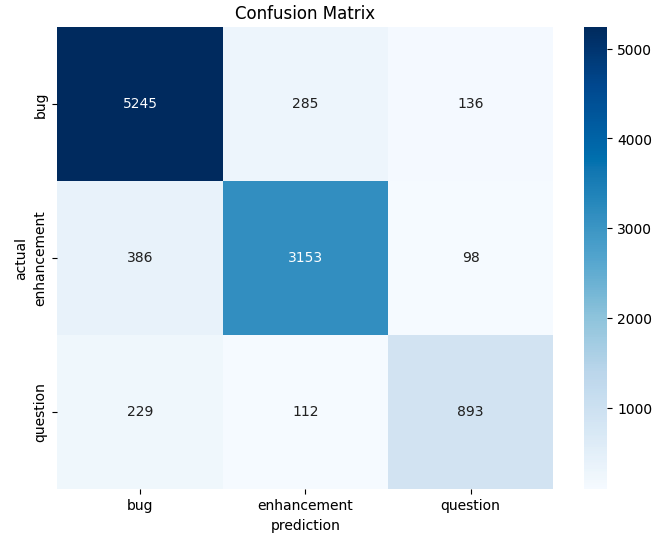 Confusion Matrix
bug
5245
285
136
5000
4000
actual
enhancement
386
3153
98
3000
2000
question
229
112
893
1000
bug
enhancement
question
prediction